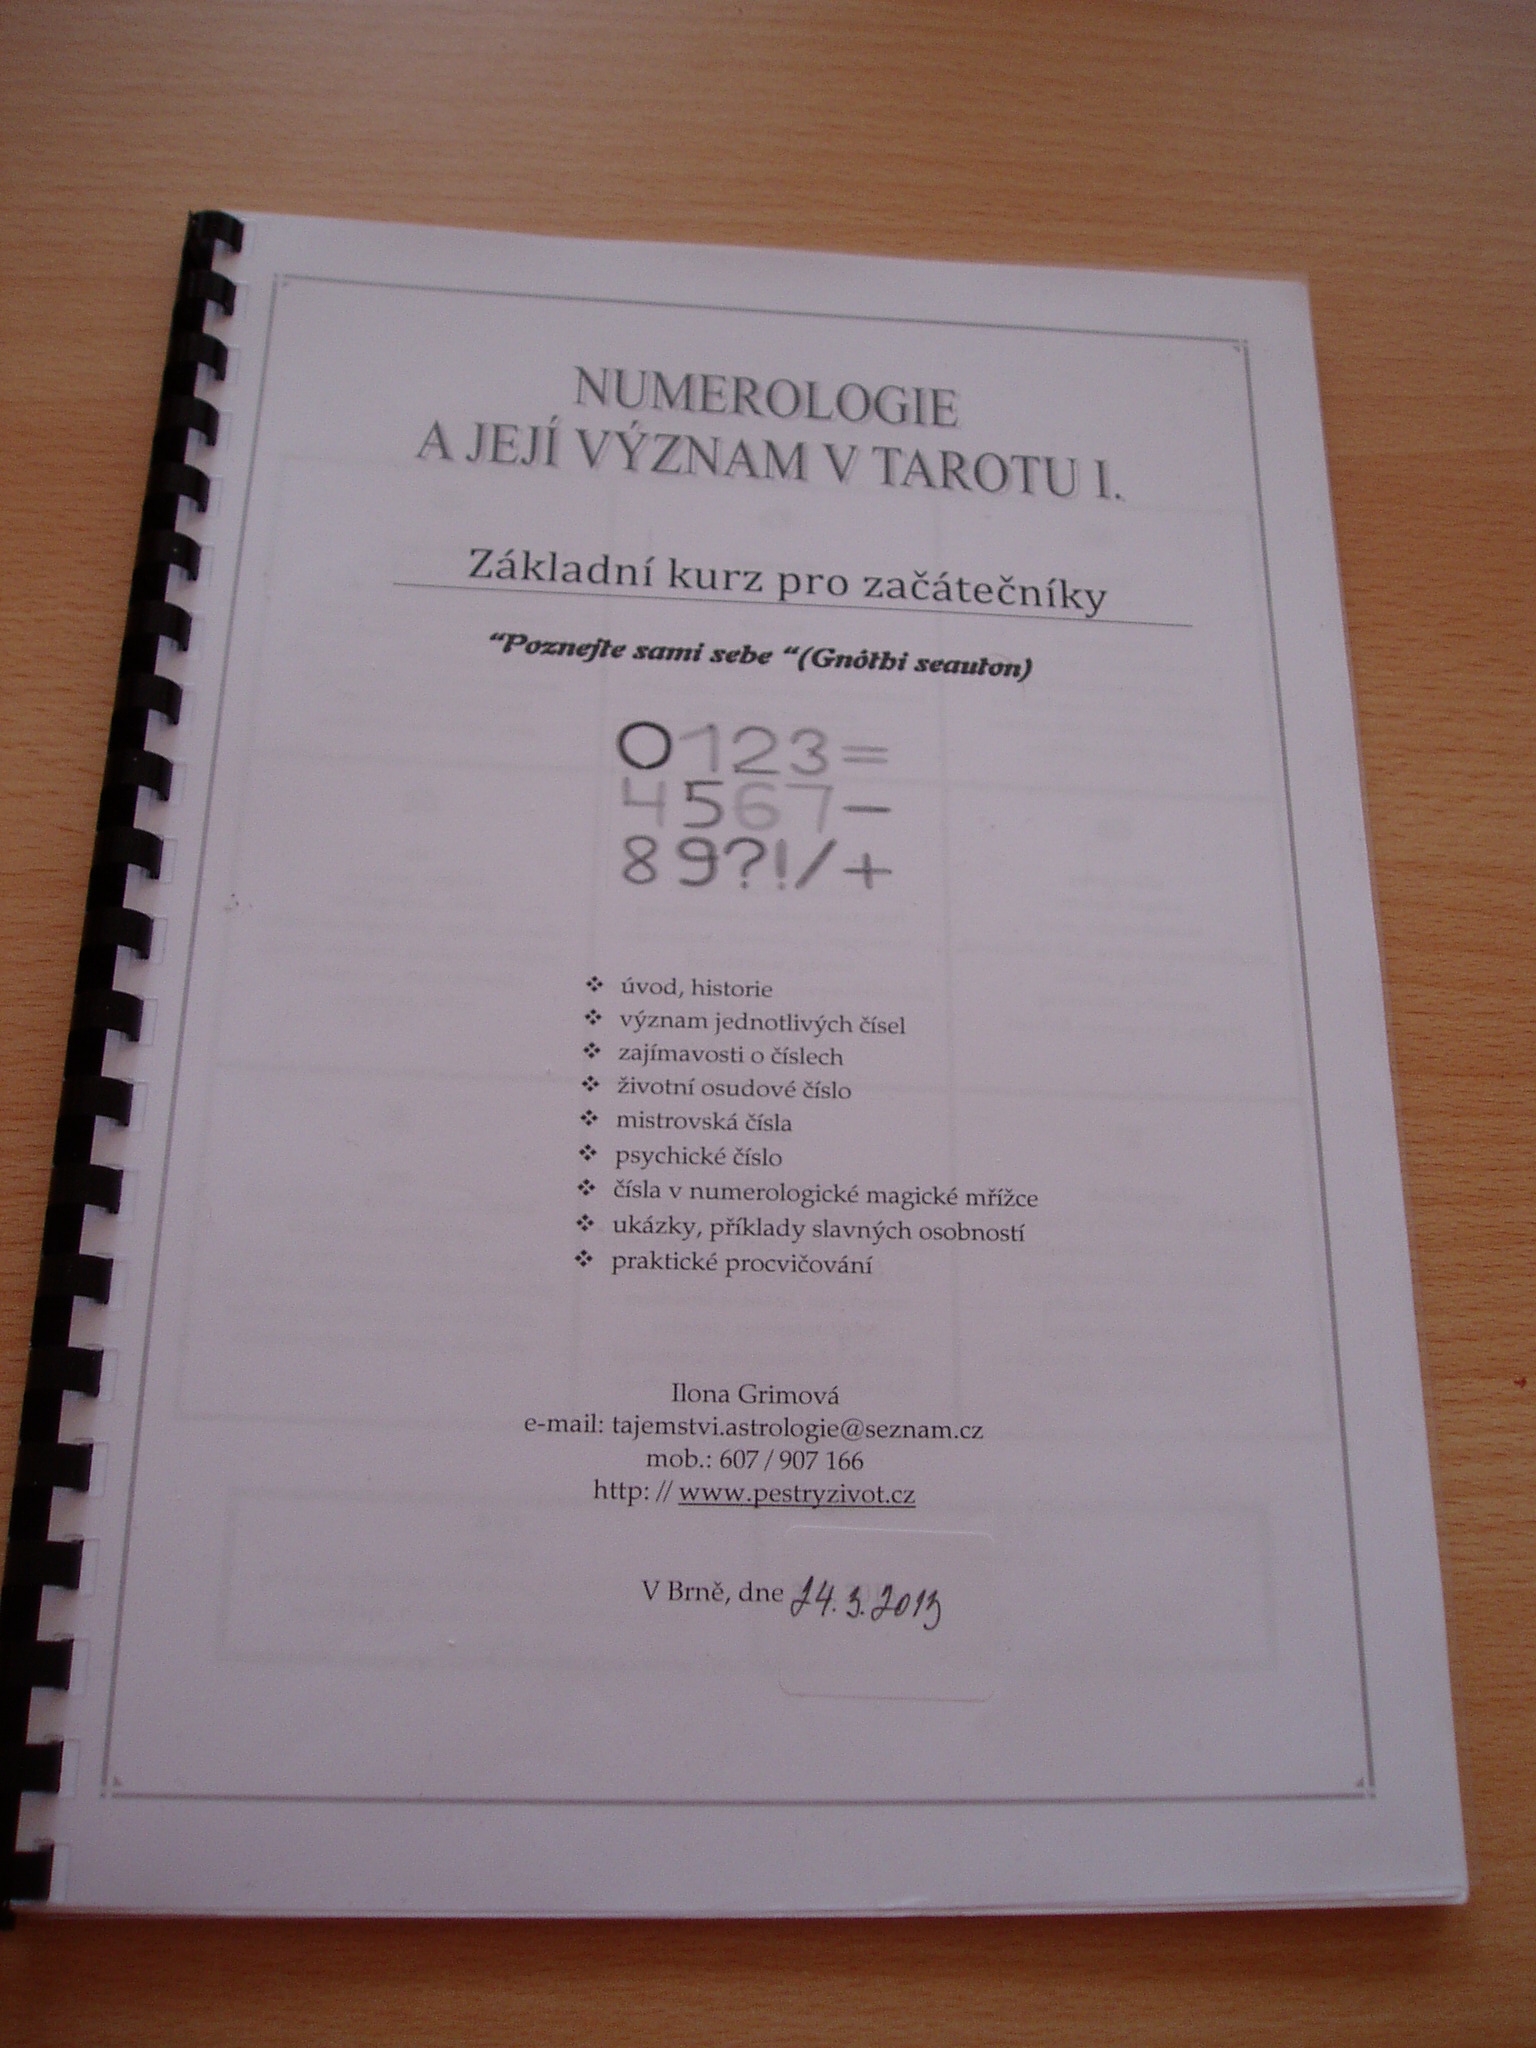 NUMEROLOGIE
A JEJÍ VÝZNAM V TAROTU I.
Základní kurz pro začátečníky
“Poznejte sami sebe “(Gnôthi seauton)
0123=
4567−
89?!/+
❖ úvod, historie
❖ význam jednotlivých čísel
❖ zajímavosti o číslech
❖ životní osudové číslo
❖ mistrovská čísla
❖ psychické číslo
❖ čísla v numerologické magické mřížce
❖ ukázky, příklady slavných osobností
❖ praktické procvičování
Ilona Grimová
e-mail: tajemstvi.astrologie@seznam.cz
mob.: 607 / 907 166
http: // www.pestryzivot.cz
V Brně, dne 24. 3. 2013